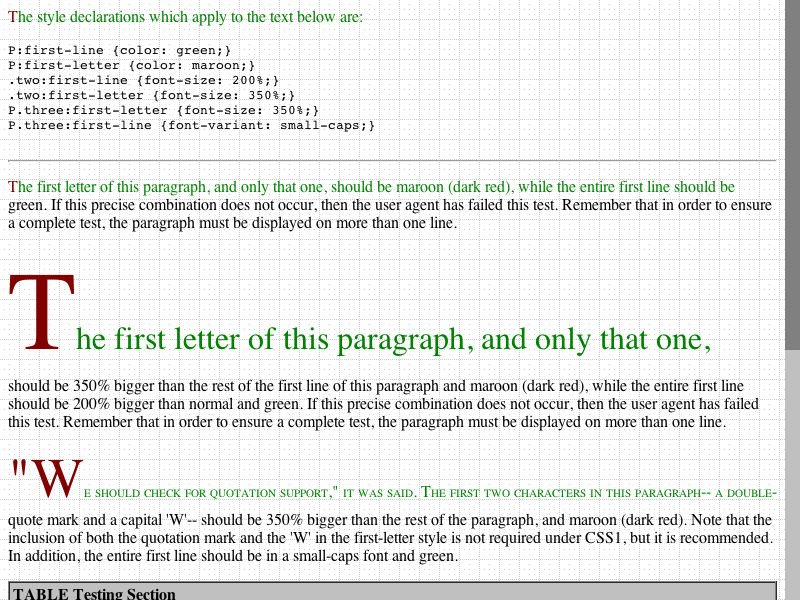 The style declarations which apply to the text below are:
P:first-line {color: green;}
P:first-letter {color: maroon;}
.two:first-line {font-size: 200%;}
.two:first-letter {font-size: 350%;}
P.three:first-letter {font-size: 350%;}
P.three:first-line {font-variant: small-caps;}
The first letter of this paragraph, and only that one, should be maroon (dark red), while the entire first line should be
green. If this precise combination does not occur, then the user agent has failed this test. Remember that in order to ensure
a complete test, the paragraph must be displayed on more than one line.
The first letter of this paragraph, and only that one,
should be 350% bigger than the rest of the first line of this paragraph and maroon (dark red), while the entire first line
should be 200% bigger than normal and green. If this precise combination does not occur, then the user agent has failed
this test. Remember that in order to ensure a complete test, the paragraph must be displayed on more than one line.
"We should check for quotation support," it was said. The first two characters in this paragraph-- a double-
quote mark and a capital 'W'-- should be 350% bigger than the rest of the paragraph, and maroon (dark red). Note that the
inclusion of both the quotation mark and the 'W' in the first-letter style is not required under CSS1, but it is recommended.
In addition, the entire first line should be in a small-caps font and green.
TABLE Testing Section